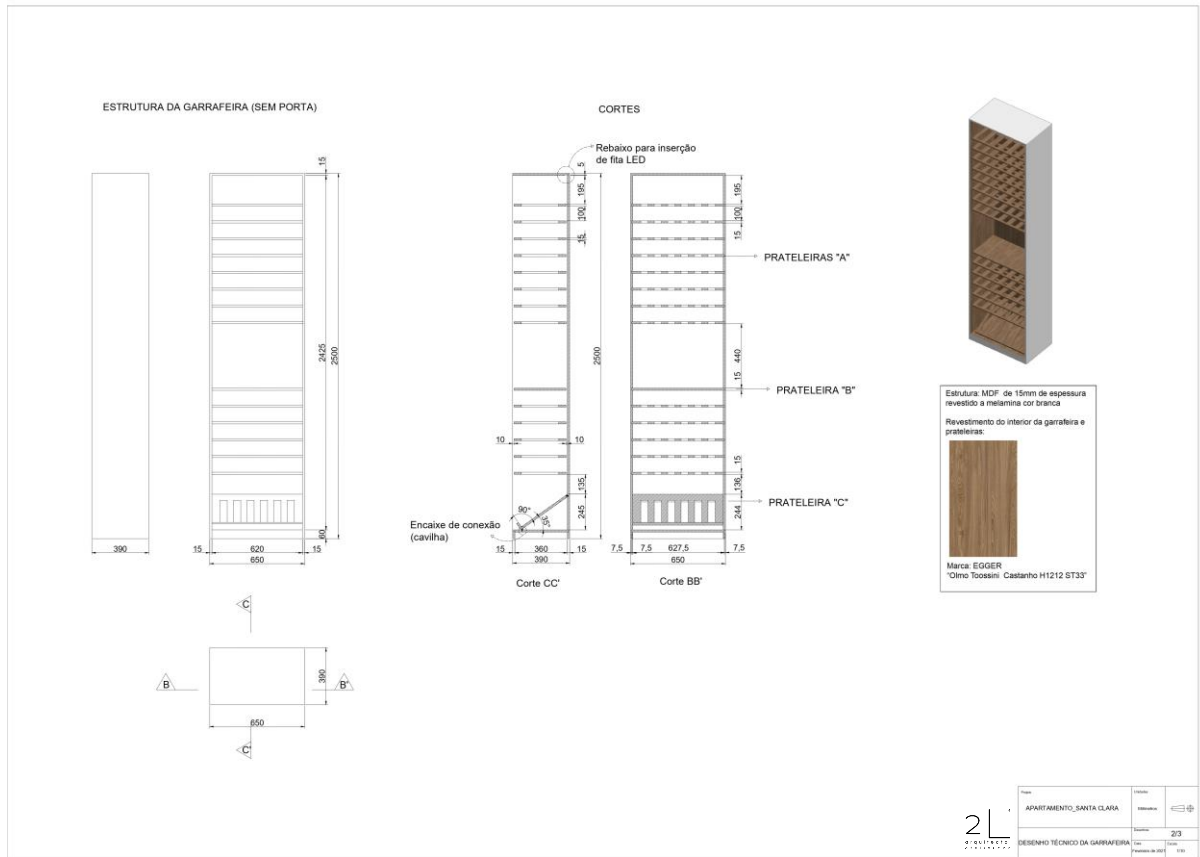 ESTRUTURA DA GARRAFEIRA (SEM PORTA)
15
2425
2500
60
390
15
620
15
650
C
B
B'
390
650
C'
CORTES
Rebaixo para inserção
de fita LED
5
195
100
15
2500
10
10
135
245
90°
35°
Encaixe de conexão
(cavilha)
15
360
15
390
Corte CC'
195
100
15
PRATELEIRAS "A"
440
15
PRATELEIRA "B"
15
136
PRATELEIRA "C"
244
7,5
7,5
627,5
7,5
650
Corte BB'
Estrutura: MDF de 15mm de espessura
revestido a melamina cor branca
Revestimento do interior da garrafeira e
prateleiras:
Marca: EGGER
"Olmo Toossini Castanho H1212 ST33"
2L
arquitecto
APARTAMENTO_SANTA CLARA
2/3
DESENHO TÉCNICO DA GARRAFEIRA